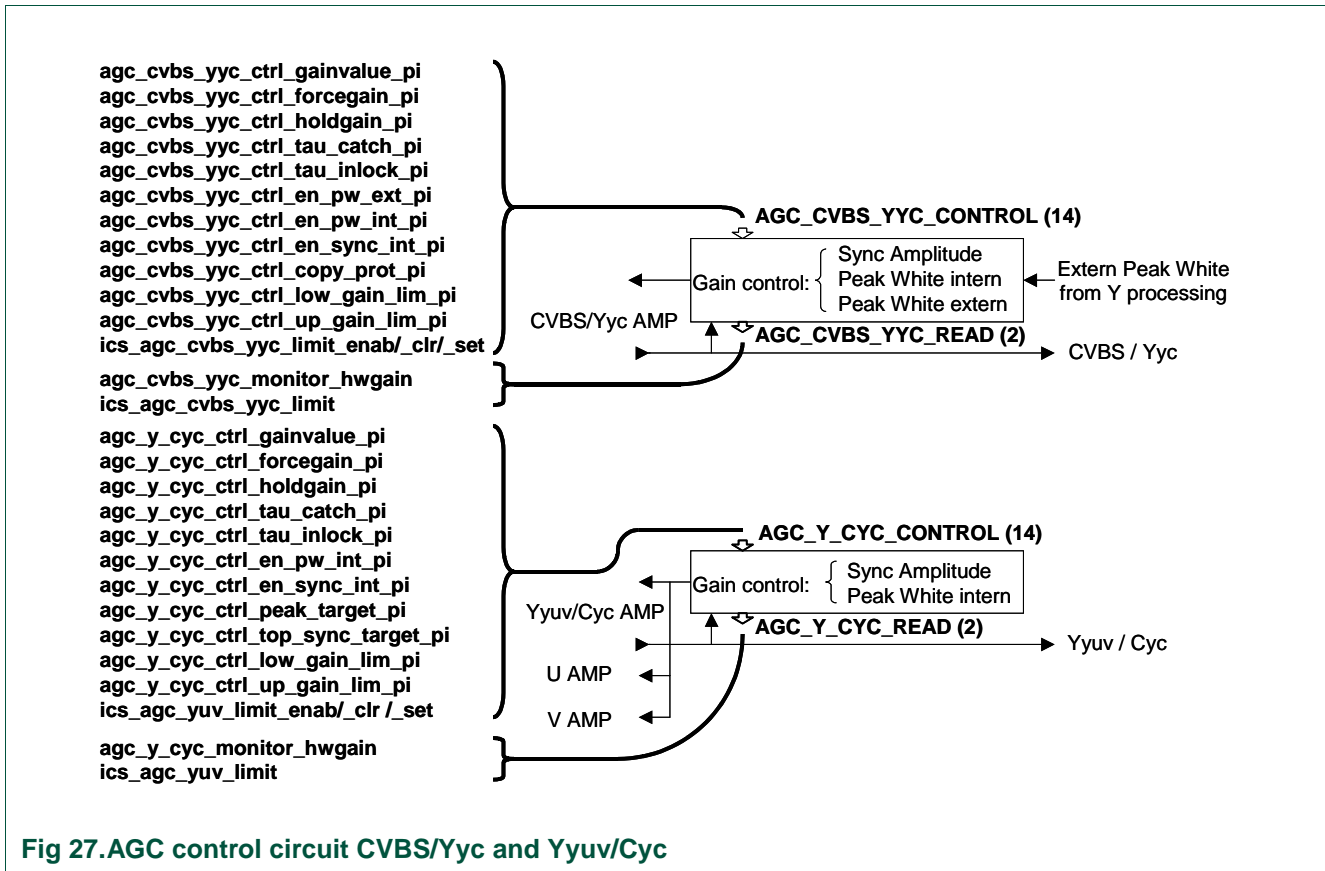 agc_cvbs_yyc_ctrl_gainvalue_pi
agc_cvbs_yyc_ctrl_forcegain_pi
agc_cvbs_yyc_ctrl_holdgain_pi
agc_cvbs_yyc_ctrl_tau_catch_pi
agc_cvbs_yyc_ctrl_tau_inlock_pi
agc_cvbs_yyc_ctrl_en_pw_ext_pi
agc_cvbs_yyc_ctrl_en_pw_int_pi
agc_cvbs_yyc_ctrl_en_sync_int_pi
agc_cvbs_yyc_ctrl_copy_prot_pi
agc_cvbs_yyc_ctrl_low_gain_lim_pi
agc_cvbs_yyc_ctrl_up_gain_lim_pi
ics_agc_cvbs_yyc_limit_enab/_clr/_set
agc_cvbs_yyc_monitor_hwgain
ics_agc_cvbs_yyc_limit
AGC_CVBS_YYC_CONTROL (14)
Gain control:
Sync Amplitude
Peak White intern
Peak White extern
Extern Peak White
from Y processing
CVBS/Yyc AMP
AGC_CVBS_YYC_READ (2)
CVBS / Yyc
agc_y_cyc_ctrl_gainvalue_pi
agc_y_cyc_ctrl_forcegain_pi
agc_y_cyc_ctrl_holdgain_pi
agc_y_cyc_ctrl_tau_catch_pi
agc_y_cyc_ctrl_tau_inlock_pi
agc_y_cyc_ctrl_en_pw_int_pi
agc_y_cyc_ctrl_en_sync_int_pi
agc_y_cyc_ctrl_peak_target_pi
agc_y_cyc_ctrl_top_sync_target_pi
agc_y_cyc_ctrl_low_gain_lim_pi
agc_y_cyc_ctrl_up_gain_lim_pi
ics_agc_yuv_limit_enab/_clr /_set
agc_y_cyc_monitor_hwgain
ics_agc_yuv_limit
AGC_Y_CYC_CONTROL (14)
Gain control:
Sync Amplitude
Peak White intern
Yyuv/Cyc AMP
AGC_Y_CYC_READ (2)
Yyuv / Cyc
U AMP
V AMP
Fig 27.AGC control circuit CVBS/Yyc and Yyuv/Cyc